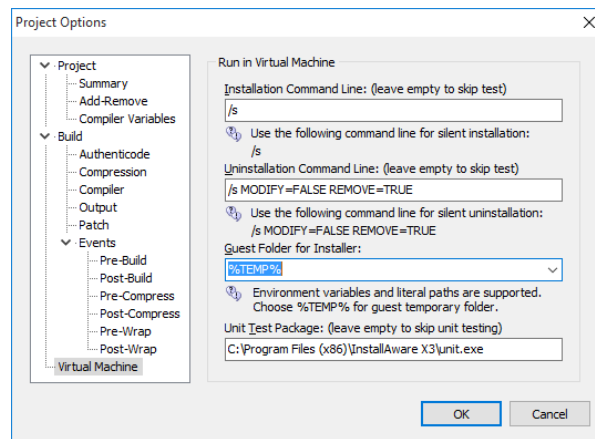 Project Options
Project
Summary
Add-Remove
Compiler Variables
Build
Authenticode
Compression
Compiler
Output
Patch
Events
Pre-Build
Post-Build
Pre-Compress
Post-Compress
Pre-Wrap
Post-Wrap
Virtual Machine
Run in Virtual Machine
Installation Command Line: (leave empty to skip test)
/s
Use the following command line for silent installation:
/s
Uninstallation Command Line: (leave empty to skip test)
/s MODIFY=FALSE REMOVE=TRUE
Use the following command line for silent uninstallation:
/s MODIFY=FALSE REMOVE=TRUE
Guest Folder for Installer:
%TEMP%
Environment variables and literal paths are supported.
Choose %TEMP% for guest temporary folder.
Unit Test Package: (leave empty to skip unit testing)
C:\Program Files (x86)\InstallAware X3\unit.exe
OK
Cancel